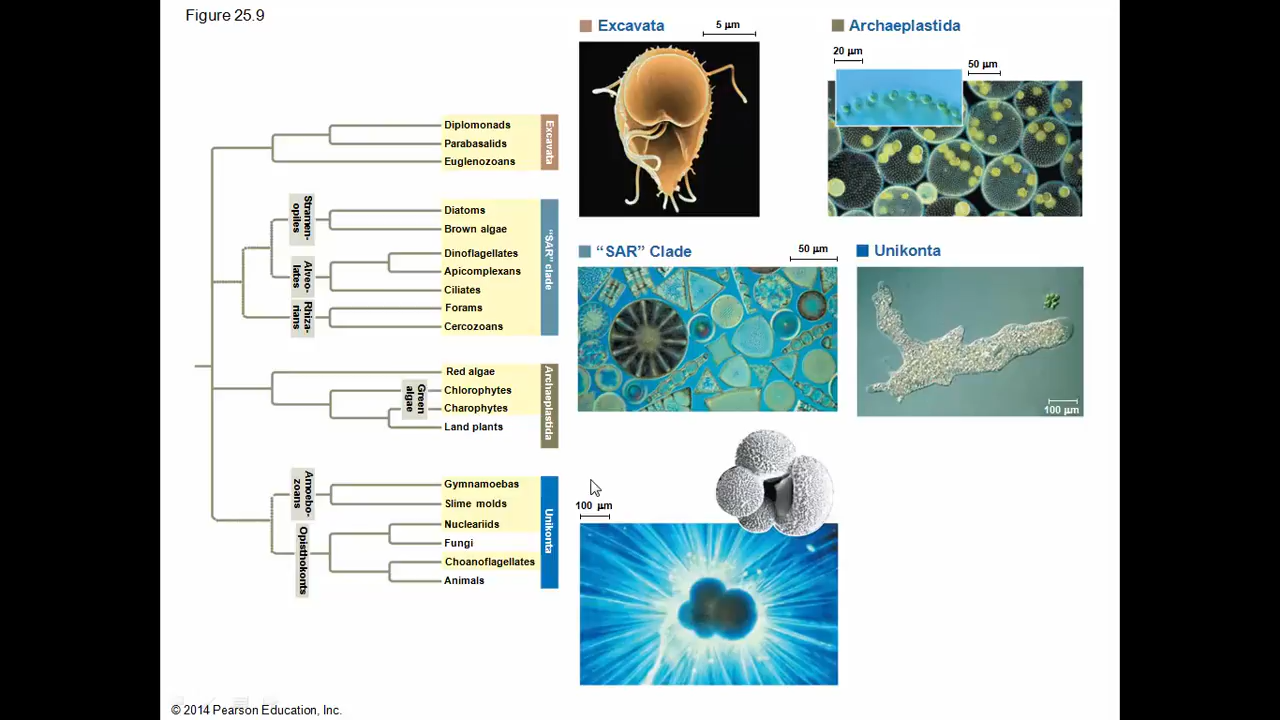 Figure 25.9
Excavata
5 µm
Archaeplastida
20 µm
50 µm
Diplomonads
Parabasalids
Euglenozoans
Excavata
Stramen-
opiles
Diatoms
Brown algae
Alveo-
lates
Dinoflagellates
Apicomplexans
Ciliates
Rhiza-
rians
Forams
Cercozoans
"SAR" clade
"SAR" Clade
50 µm
Unikonta
100 µm
Red algae
Green
algae
Chlorophytes
Charophytes
Land plants
Archaeplastida
Amoebo-
zoans
Gymnamoebas
Slime molds
Opisthokonts
Nucleariids
Fungi
Choanoflagellates
Animals
Unikonta
100 µm
© 2014 Pearson Education, Inc.